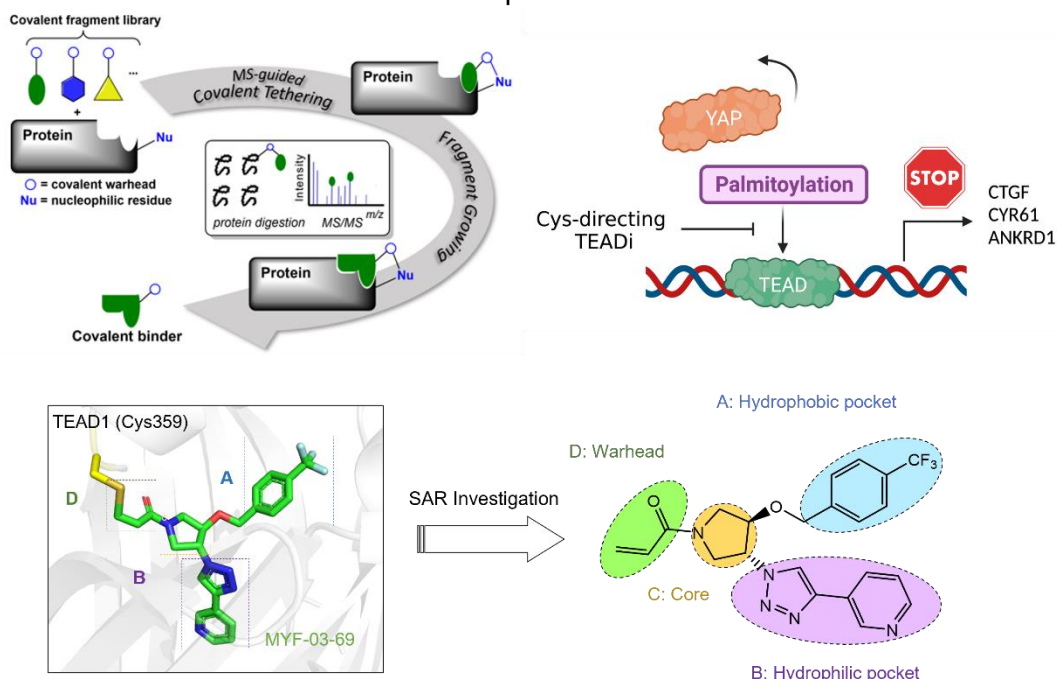 Covalent fragment library
...
+
Protein
Nu
= covalent warhead
Nu = nucleophilic residue
MS-guided
Covalent Tethering
Protein
Nu
Fragment Growing
Intensity
m/z
protein digestion MS/MS
Protein
Nu
Covalent binder
YAP
Palmitoylation
STOP
Cys-directing
TEADi
CTGF
CYR61
ANKRD1
TEAD
TEAD1 (Cys359)
D
A
B
MYF-03-69
SAR Investigation
A: Hydrophobic pocket
D: Warhead
CF3
O
O
N
C: Core
N
N
N
N
B: Hydrophilic pocket